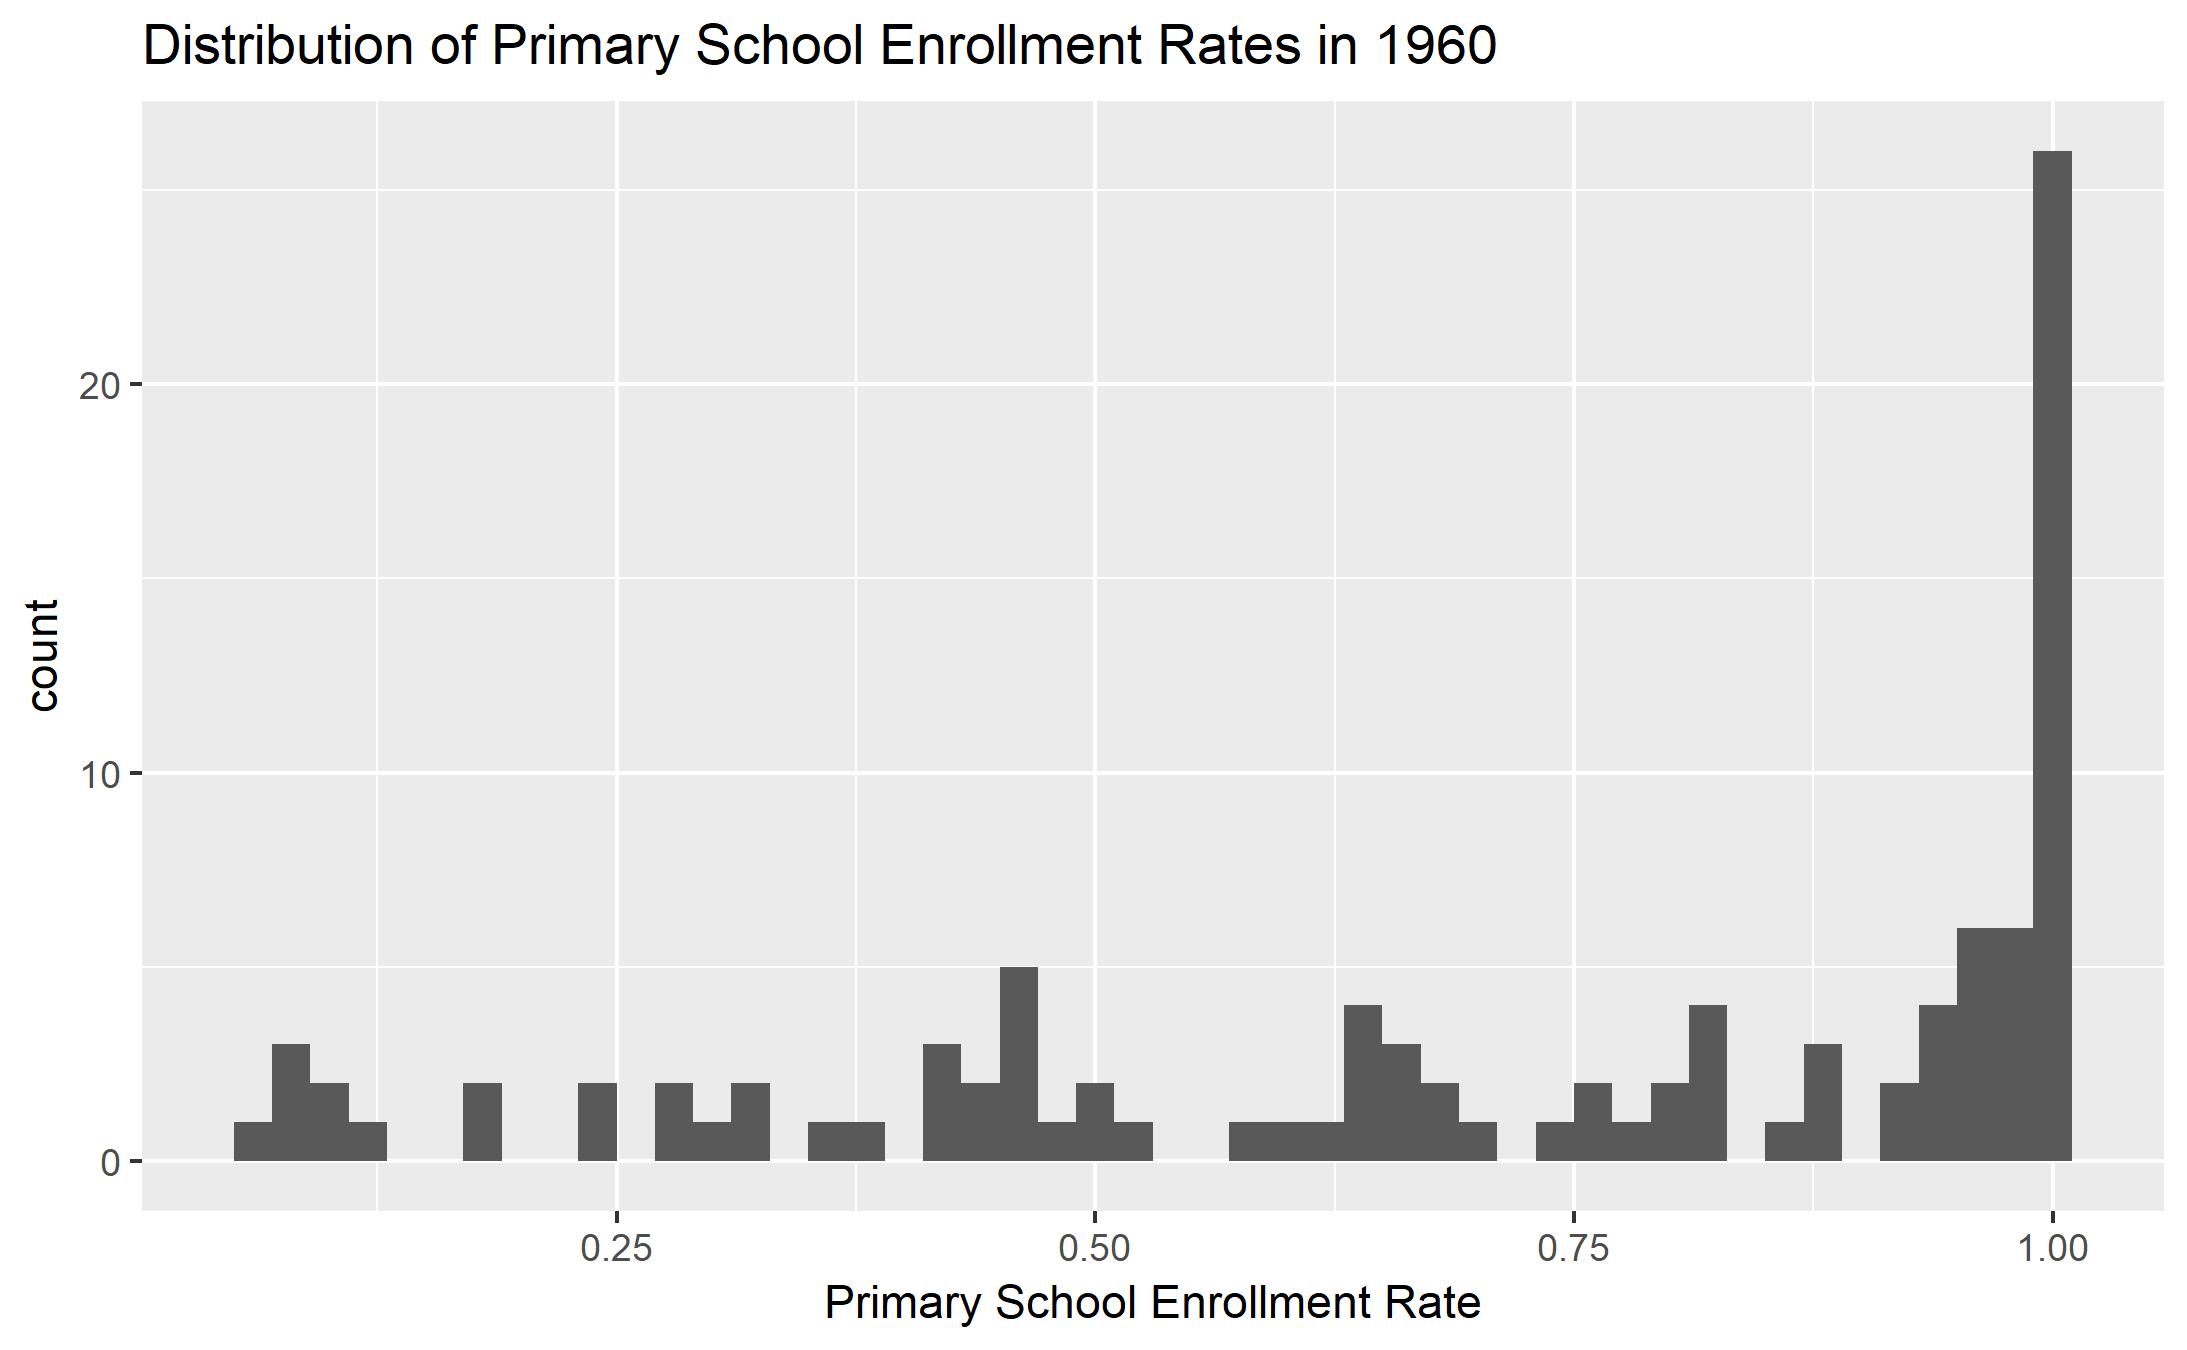 Distribution of Primary School Enrollment Rates in 1960
count
20
10
0
0.25 0.50 0.75 1.00
Primary School Enrollment Rate